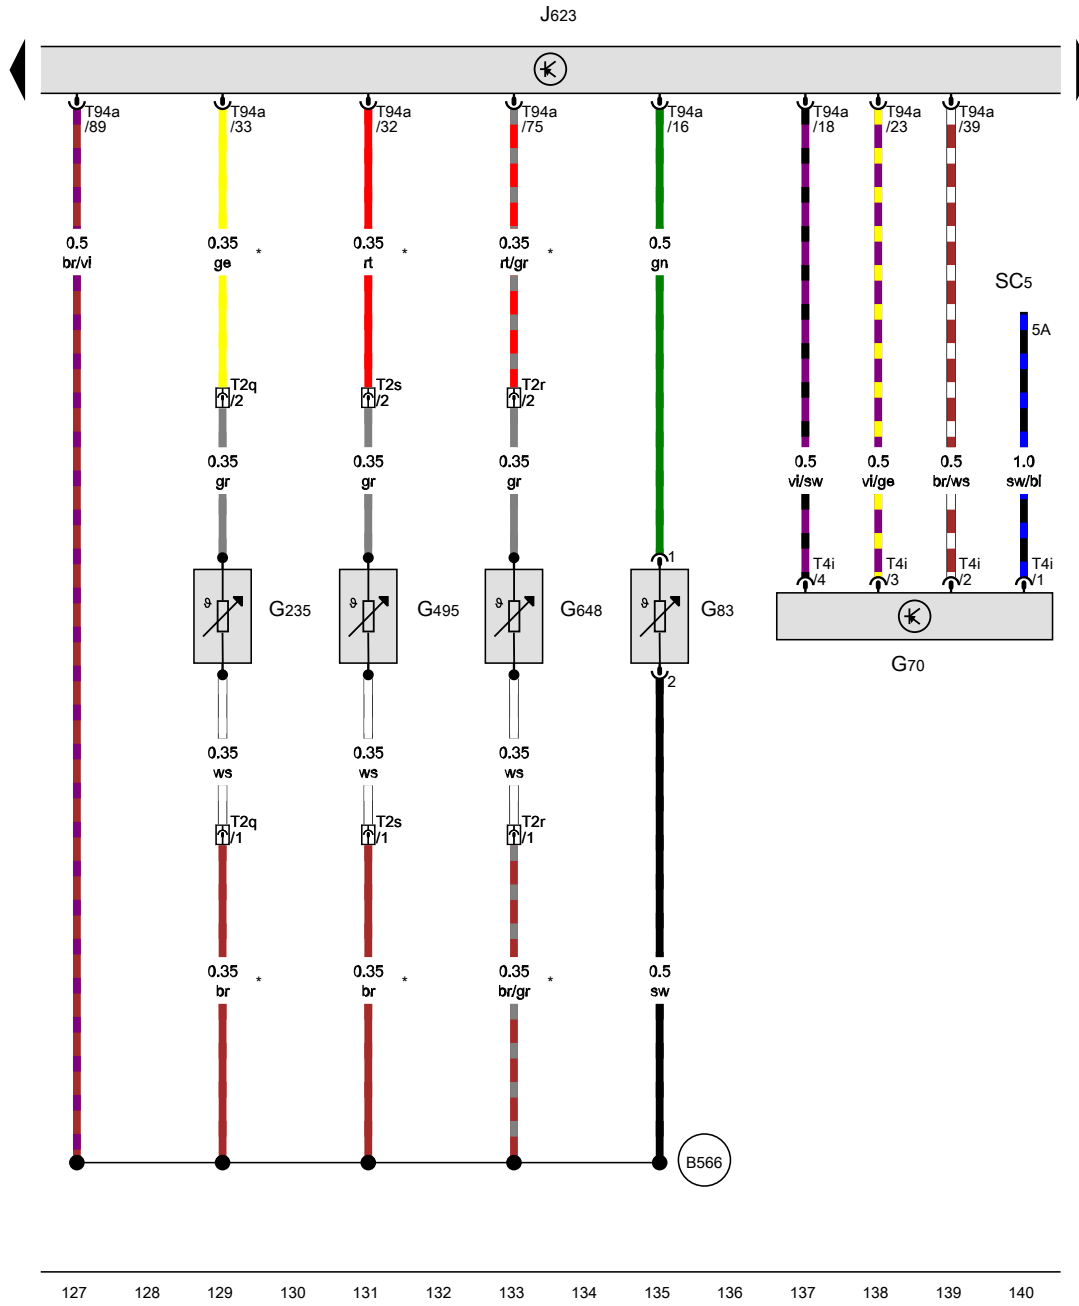 J623
T94a T94a T94a T94a T94a T94a T94a T94a
/89 /33 /32 /75 /16 /18 /23 /39
0.5 0.35 0.35 0.35 0.5
br/vi ge * rt * rt/gr * gn
SC5
5A
T2q T2s T2r
/2 /2 /2
0.35 0.35 0.35 0.5 0.5 0.5 1.0
gr gr gr vi/sw vi/ge br/ws sw/bl
1
T4i T4i T4i T4i
/4 /3 /2 /1
ϑ G235 ϑ G495 ϑ G648 G83
G70
2
0.35 0.35 0.35
ws ws ws
T2q T2s T2r
/1 /1 /1
0.35 0.35 0.35 0.5
br * br * br/gr * sw
B566
127 128 129 130 131 132 133 134 135 136 137 138 139 140